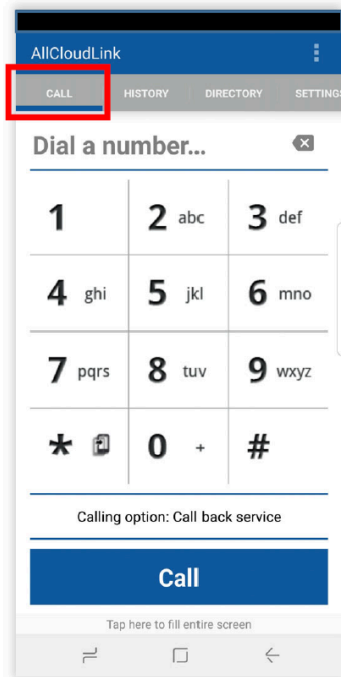 AllCloudLink
CALL HISTORY DIRECTORY SETTINGS
Dial a number...
1 2 abc 3 def
4 ghi 5 jkl 6 mno
7 pqrs 8 tuv 9 wxyz
* 0 + #
Calling option: Call back service
Call
Tap here to fill entire screen